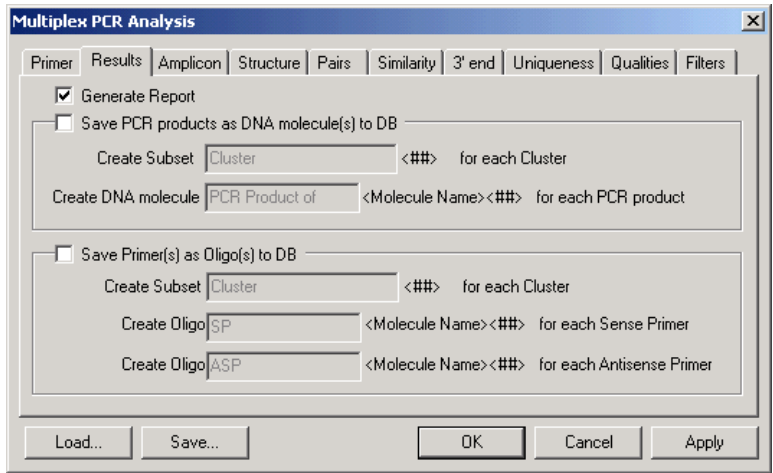 Multiplex PCR Analysis
Primer Results Amplicon Structure Pairs Similarity 3' end Uniqueness Qualities Filters
Generate Report
Save PCR products as DNA molecule(s) to DB
Create Subset Cluster <##> for each Cluster
Create DNA molecule PCR Product of <Molecule Name><##> for each PCR product
Save Primer(s) as Oligo(s) to DB
Create Subset Cluster <##> for each Cluster
Create Oligo SP <Molecule Name><##> for each Sense Primer
Create Oligo ASP <Molecule Name><##> for each Antisense Primer
Load... Save... OK Cancel Apply